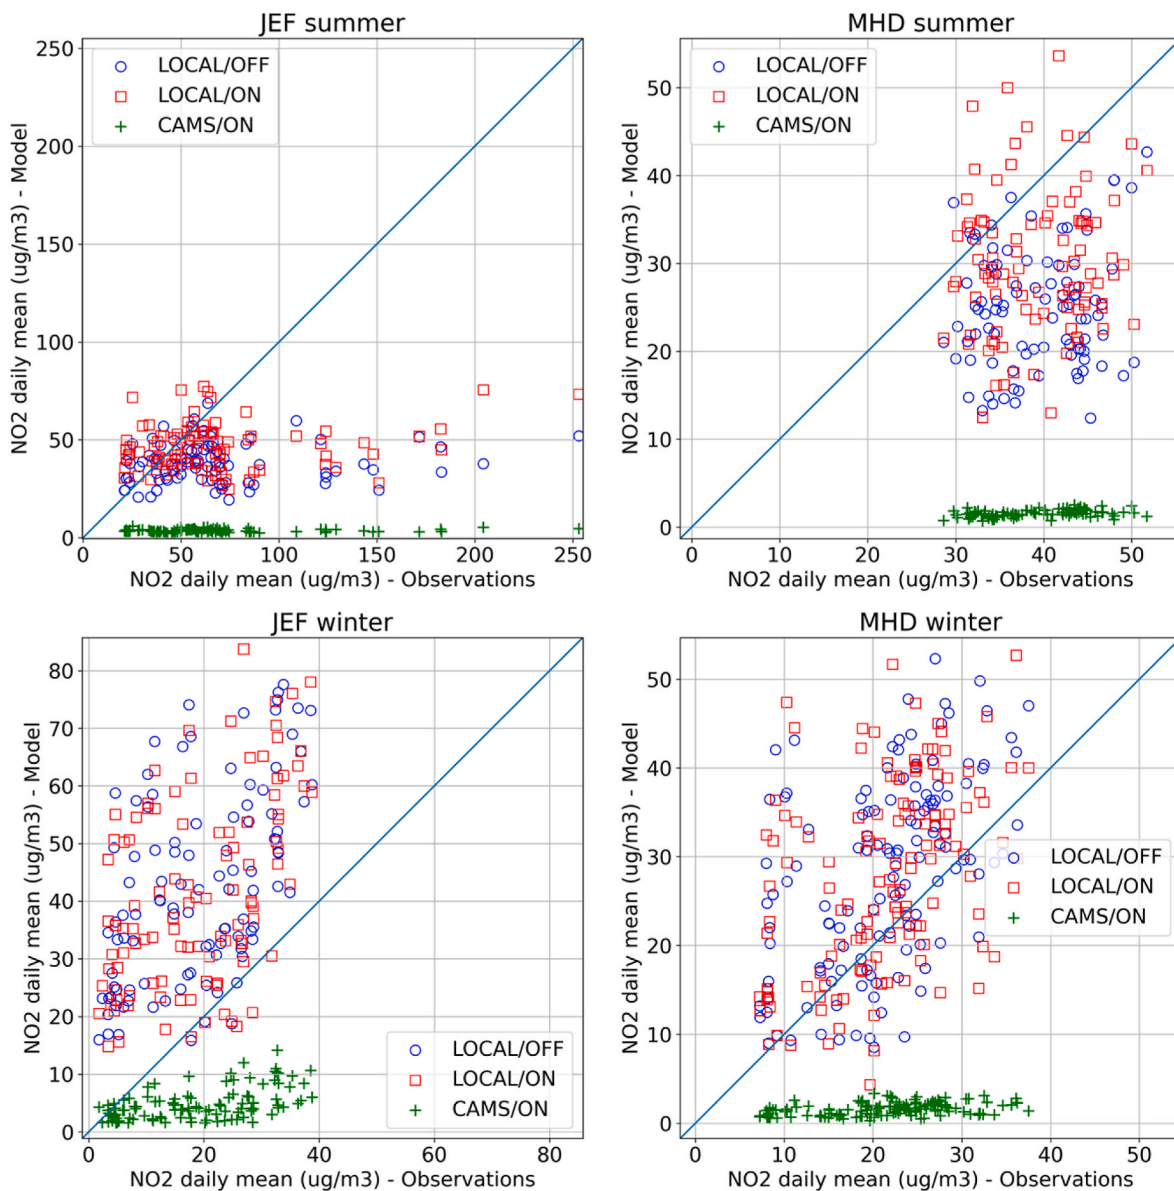 JEF summer
250
200
150
100
50
0
0 50 100 150 200 250
LOCAL/OFF
LOCAL/ON
CAMS/ON
NO2 daily mean (ug/m3) - Model
NO2 daily mean (ug/m3) - Observations
MHD summer
50
40
30
20
10
0
0 10 20 30 40 50
LOCAL/OFF
LOCAL/ON
CAMS/ON
NO2 daily mean (ug/m3) - Model
NO2 daily mean (ug/m3) - Observations
JEF winter
80
70
60
50
40
30
20
10
0
0 20 40 60 80
LOCAL/OFF
LOCAL/ON
CAMS/ON
NO2 daily mean (ug/m3) - Model
NO2 daily mean (ug/m3) - Observations
MHD winter
50
40
30
20
10
0
0 10 20 30 40 50
LOCAL/OFF
LOCAL/ON
CAMS/ON
NO2 daily mean (ug/m3) - Model
NO2 daily mean (ug/m3) - Observations